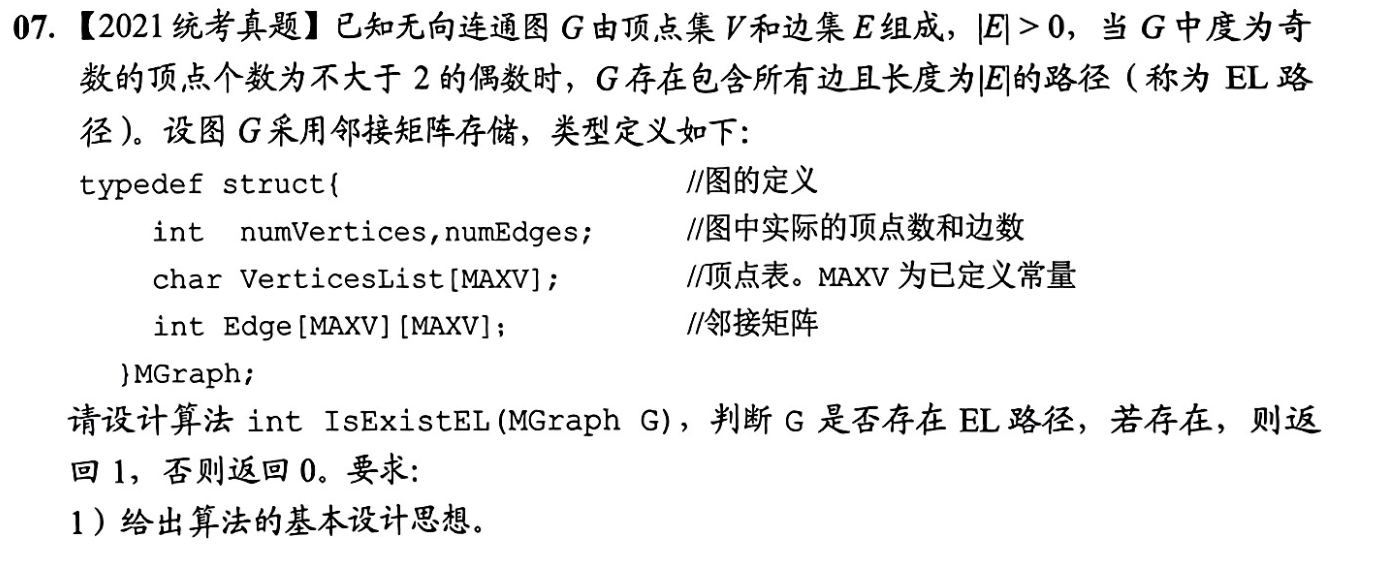 07. 【2021 统考真题】已知无向连通图 G 由顶点集 V 和边集 E 组成，|E| > 0，当 G 中度为奇
数的顶点个数为不大于 2 的偶数时，G 存在包含所有边且长度为|E|的路径（称为 EL 路
径）。设图 G 采用邻接矩阵存储，类型定义如下：
typedef struct{ //图的定义
int numVertices,numEdges; //图中实际的顶点数和边数
char VerticesList[MAXV]; //顶点表。MAXV 为已定义常量
int Edge[MAXV][MAXV]; //邻接矩阵
}MGraph;
请设计算法 int IsExistEL(MGraph G)，判断 G 是否存在 EL 路径，若存在，则返
回 1，否则返回 0。要求：
1）给出算法的基本设计思想。